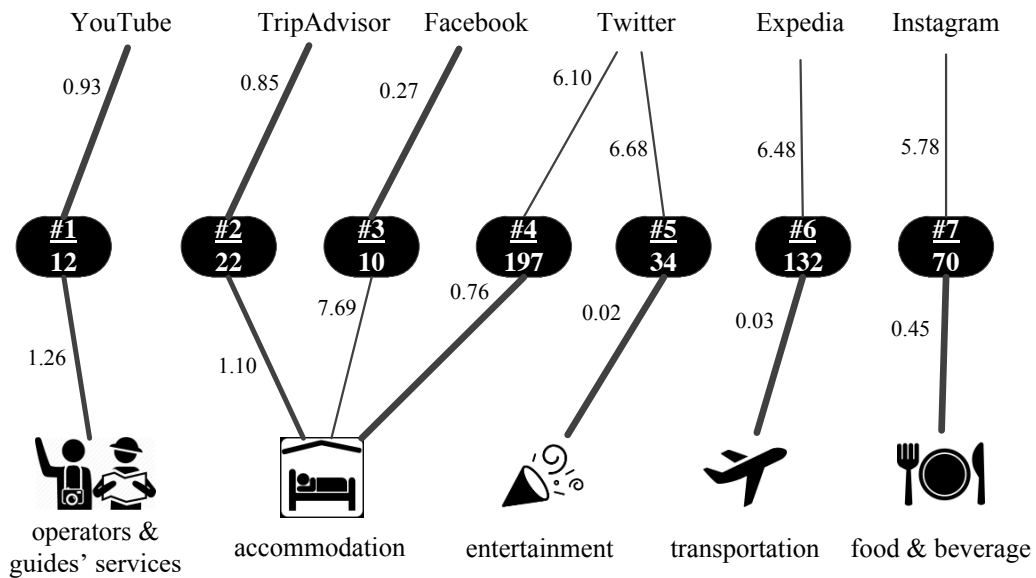 YouTube
TripAdvisor
Facebook
Twitter
Expedia
Instagram
0.93
0.85
0.27
6.10
6.68
6.48
5.78
#1
12
#2
22
#3
10
#4
197
#5
34
#6
132
#7
70
1.26
1.10
7.69
0.76
0.02
0.03
0.45
operators &
guides’ services
accommodation
entertainment
transportation
food & beverage